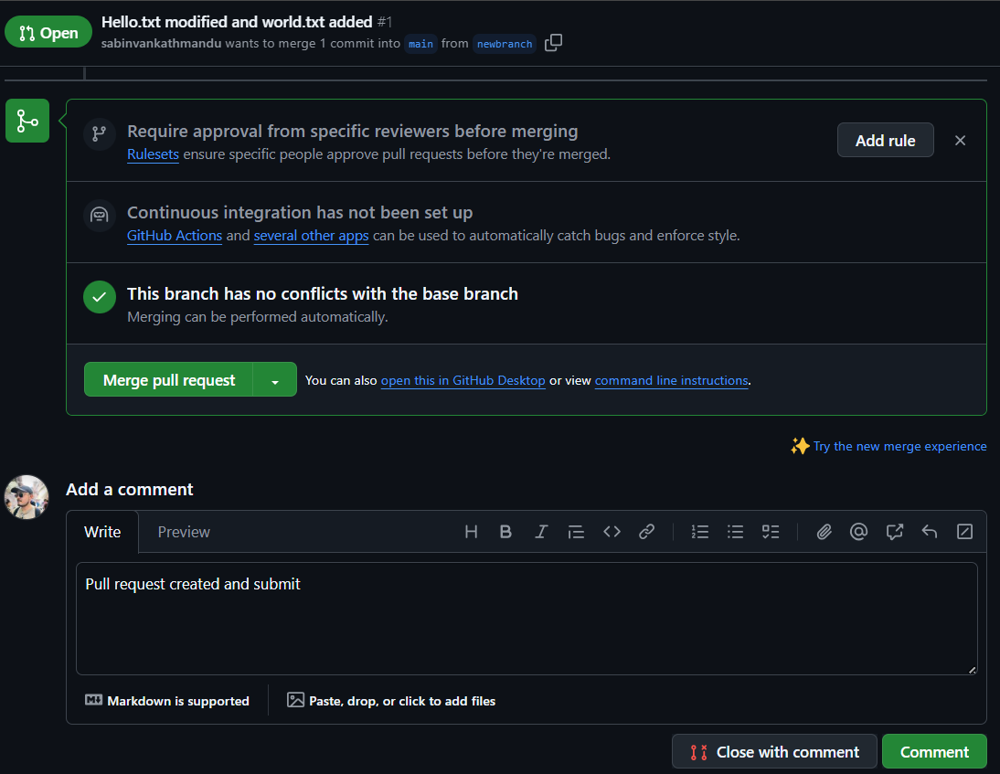 Open
Hello.txt modified and world.txt added #1
sabinvankathmandu wants to merge 1 commit into main from newbranch
Require approval from specific reviewers before merging
Rulesets ensure specific people approve pull requests before they're merged.
Add rule
Continuous integration has not been set up
GitHub Actions and several other apps can be used to automatically catch bugs and enforce style.
This branch has no conflicts with the base branch
Merging can be performed automatically.
Merge pull request
You can also open this in GitHub Desktop or view command line instructions.
Try the new merge experience
Add a comment
Write
Preview
Pull request created and submit
Markdown is supported
Paste, drop, or click to add files
Close with comment
Comment